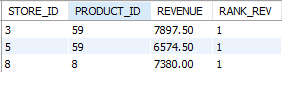 STORE_ID PRODUCT_ID REVENUE RANK_REV
3 59 7897.50 1
5 59 6574.50 1
8 8 7380.00 1